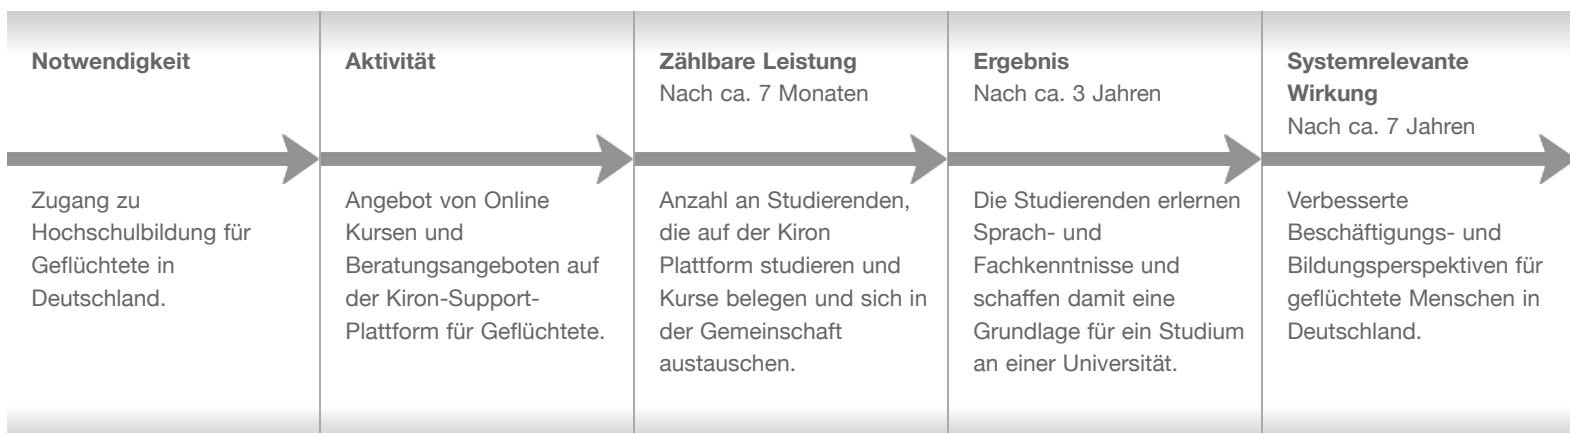 Notwendigkeit
Zugang zu
Hochschulbildung für
Geflüchtete in
Deutschland.
Aktivität
Angebot von Online
Kursen und
Beratungsangeboten auf
der Kiron-Support-
Plattform für Geflüchtete.
Zählbare Leistung
Nach ca. 7 Monaten
Anzahl an Studierenden,
die auf der Kiron
Plattform studieren und
Kurse belegen und sich in
der Gemeinschaft
austauschen.
Ergebnis
Nach ca. 3 Jahren
Die Studierenden erlernen
Sprach- und
Fachkenntnisse und
schaffen damit eine
Grundlage für ein Studium
an einer Universität.
Systemrelevante
Wirkung
Nach ca. 7 Jahren
Verbesserte
Beschäftigungs- und
Bildungsperspektiven für
geflüchtete Menschen in
Deutschland.